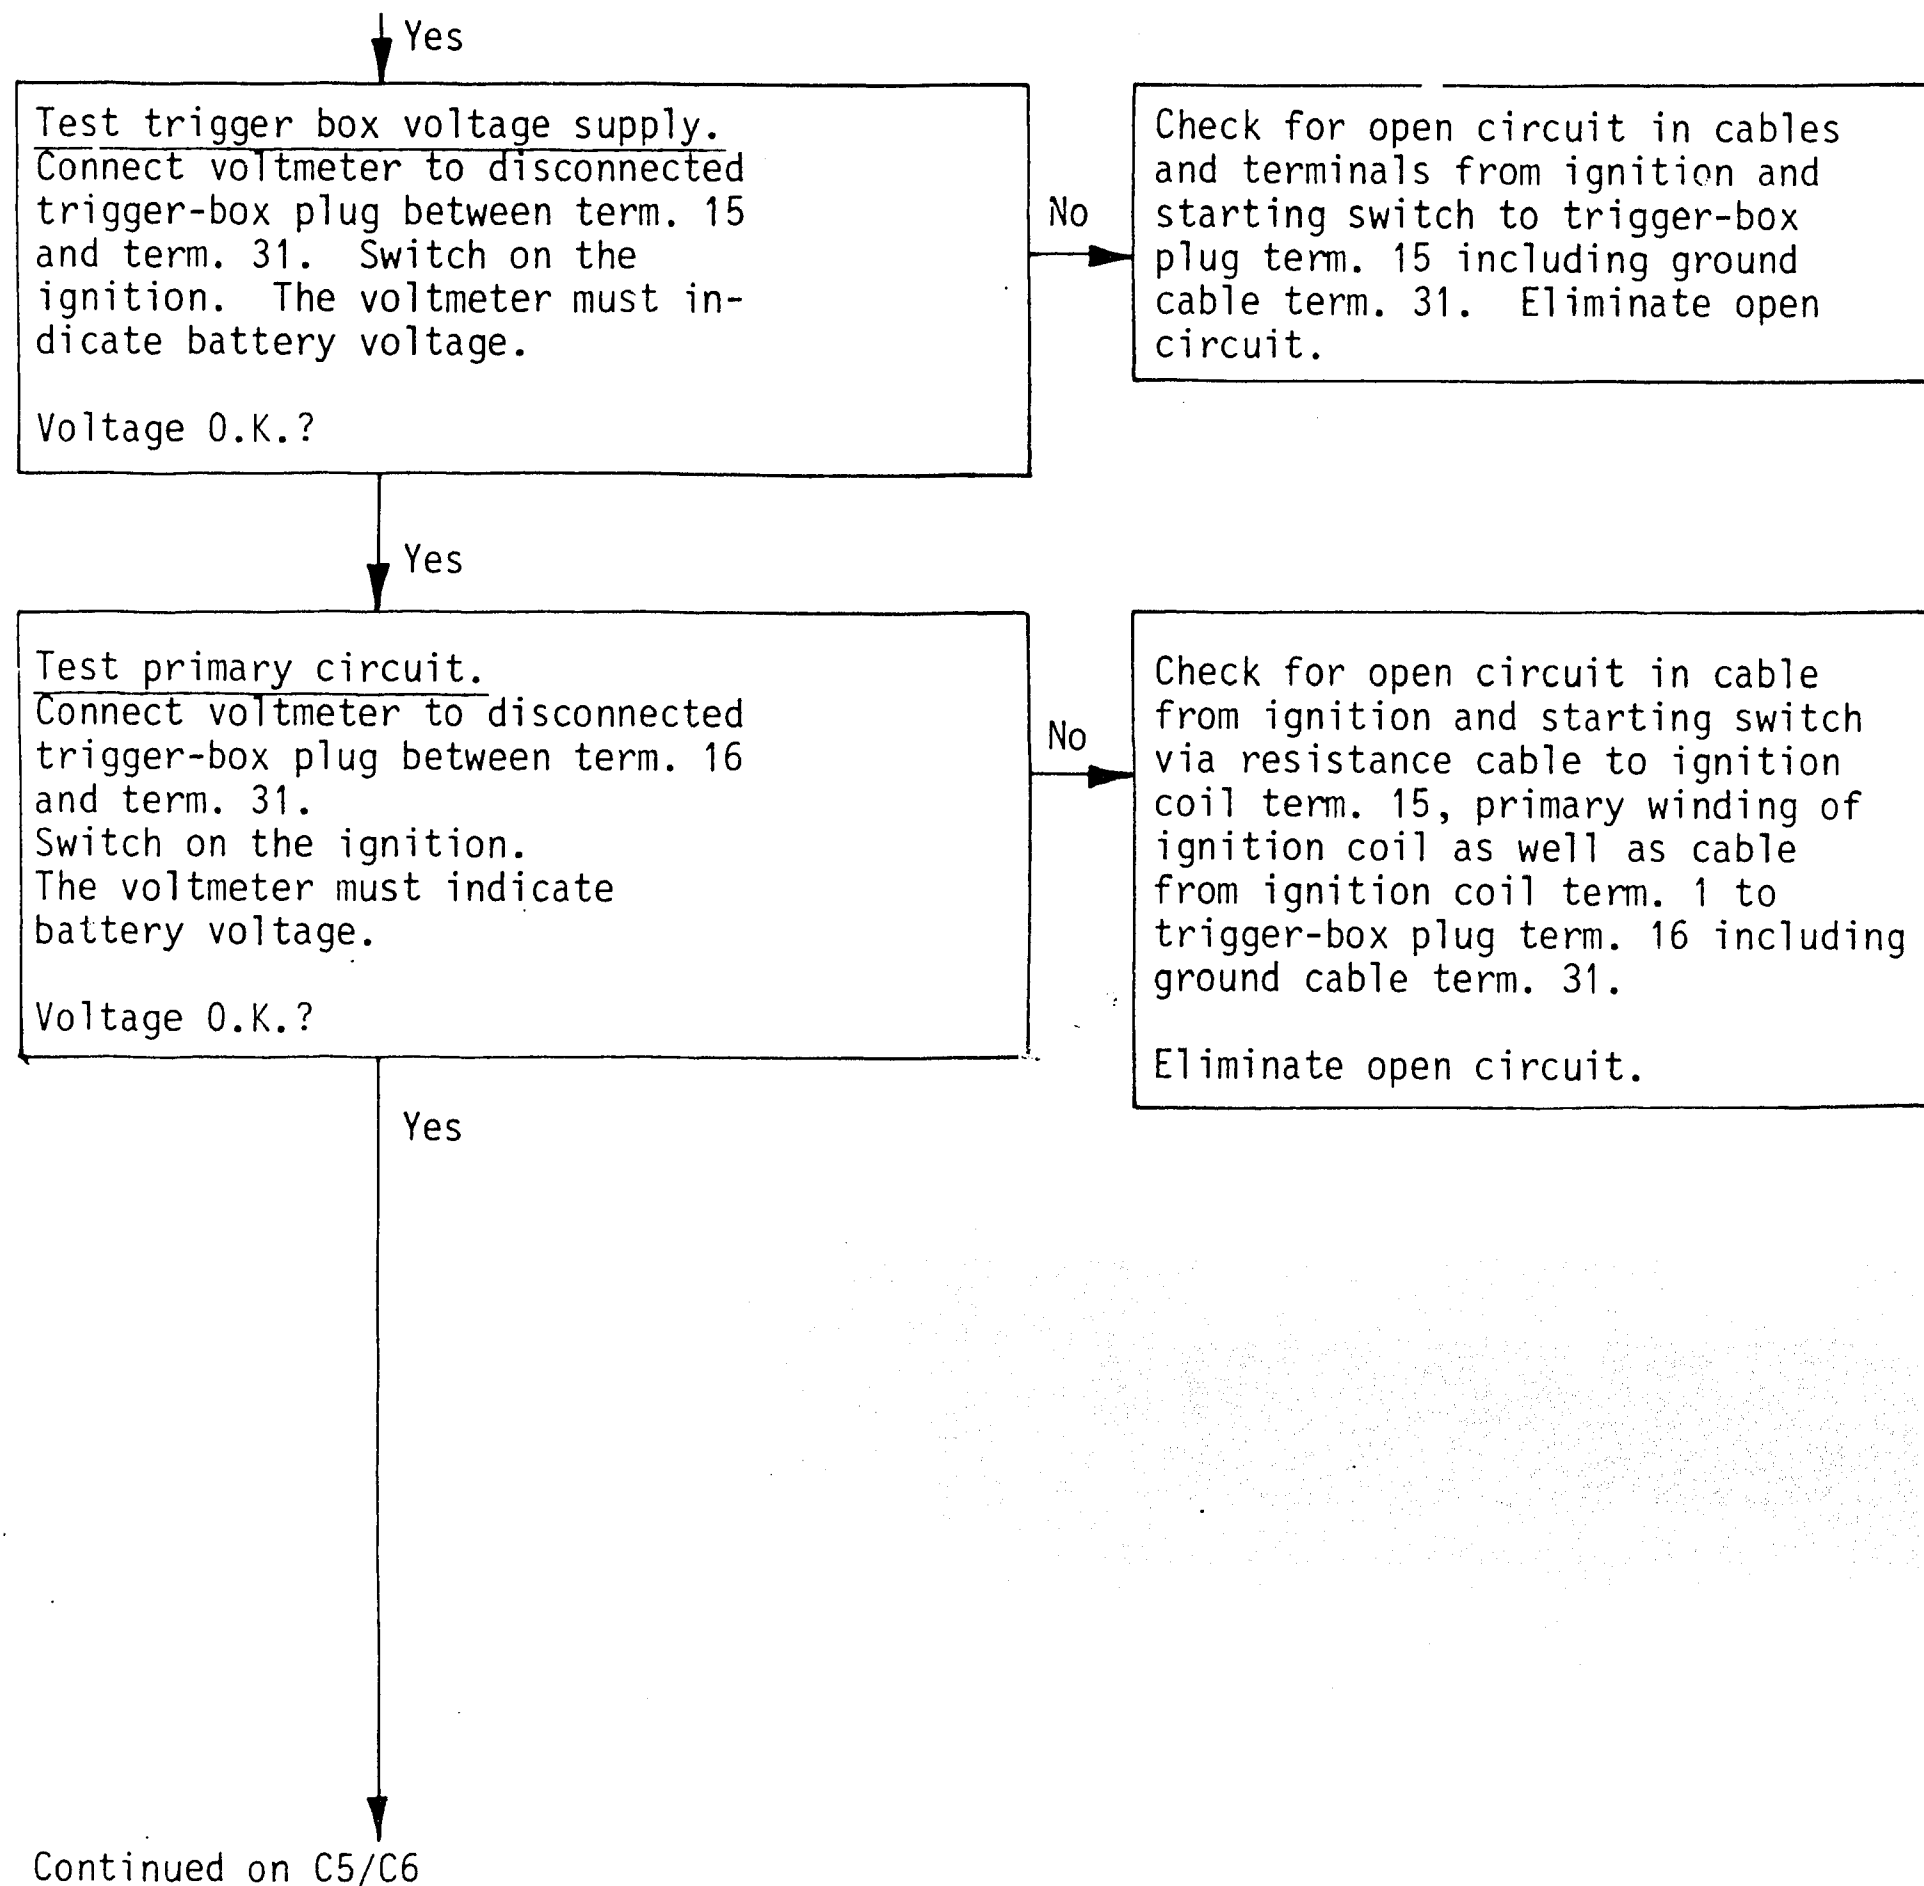 Yes
Test trigger box voltage supply.
Connect voltmeter to disconnected
trigger-box plug between term. 15
and term. 31. Switch on the
ignition. The voltmeter must in-
dicate battery voltage.
Voltage O.K.?
No
Check for open circuit in cables
and terminals from ignition and
starting switch to trigger-box
plug term. 15 including ground
cable term. 31. Eliminate open
circuit.
Yes
Test primary circuit.
Connect voltmeter to disconnected
trigger-box plug between term. 16
and term. 31.
Switch on the ignition.
The voltmeter must indicate
battery voltage.
Voltage O.K.?
No
Check for open circuit in cable
from ignition and starting switch
via resistance cable to ignition
coil term. 15, primary winding of
ignition coil as well as cable
from ignition coil term. 1 to
trigger-box plug term. 16 including
ground cable term. 31.
Eliminate open circuit.
Yes
Continued on C5/C6